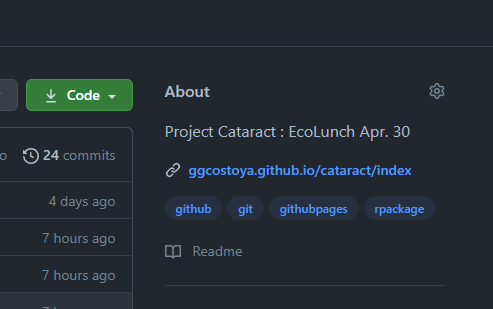 Code
About
Project Cataract : EcoLunch Apr. 30
24 commits
ggcostoya.github.io/cataract/index
4 days ago
github git githubpages rpackage
7 hours ago
Readme
7 hours ago